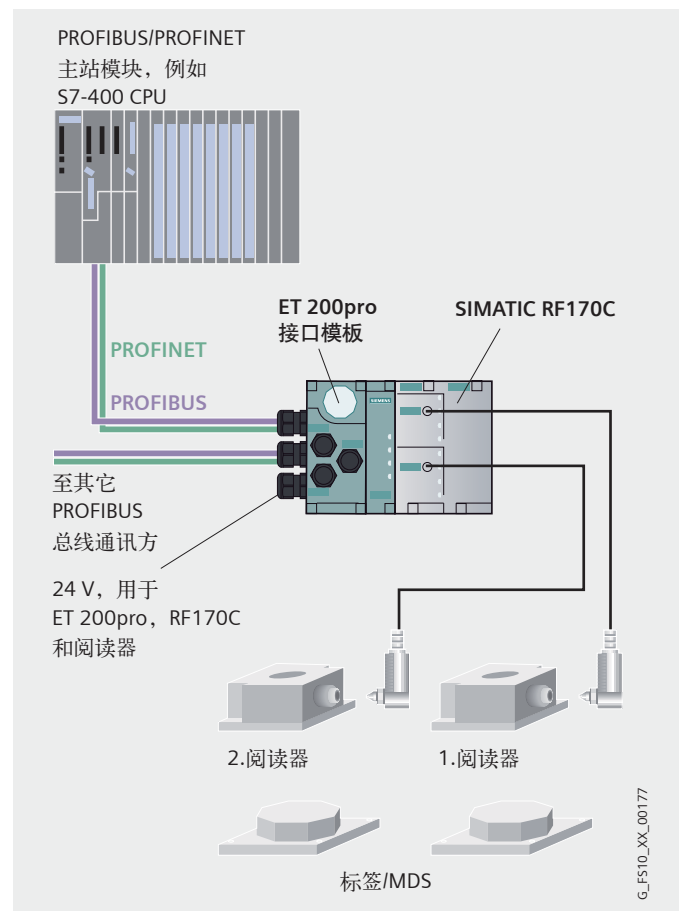 PROFIBUS/PROFINET
主站模块，例如
S7-400 CPU
ET 200pro
接口模板
SIMATIC RF170C
PROFINET
PROFIBUS
SIEMENS
至其它
PROFIBUS
总线通讯方
24 V，用于
ET 200pro，RF170C
和阅读器
2.阅读器
1.阅读器
标签/MDS
G_FS10_XX_00177